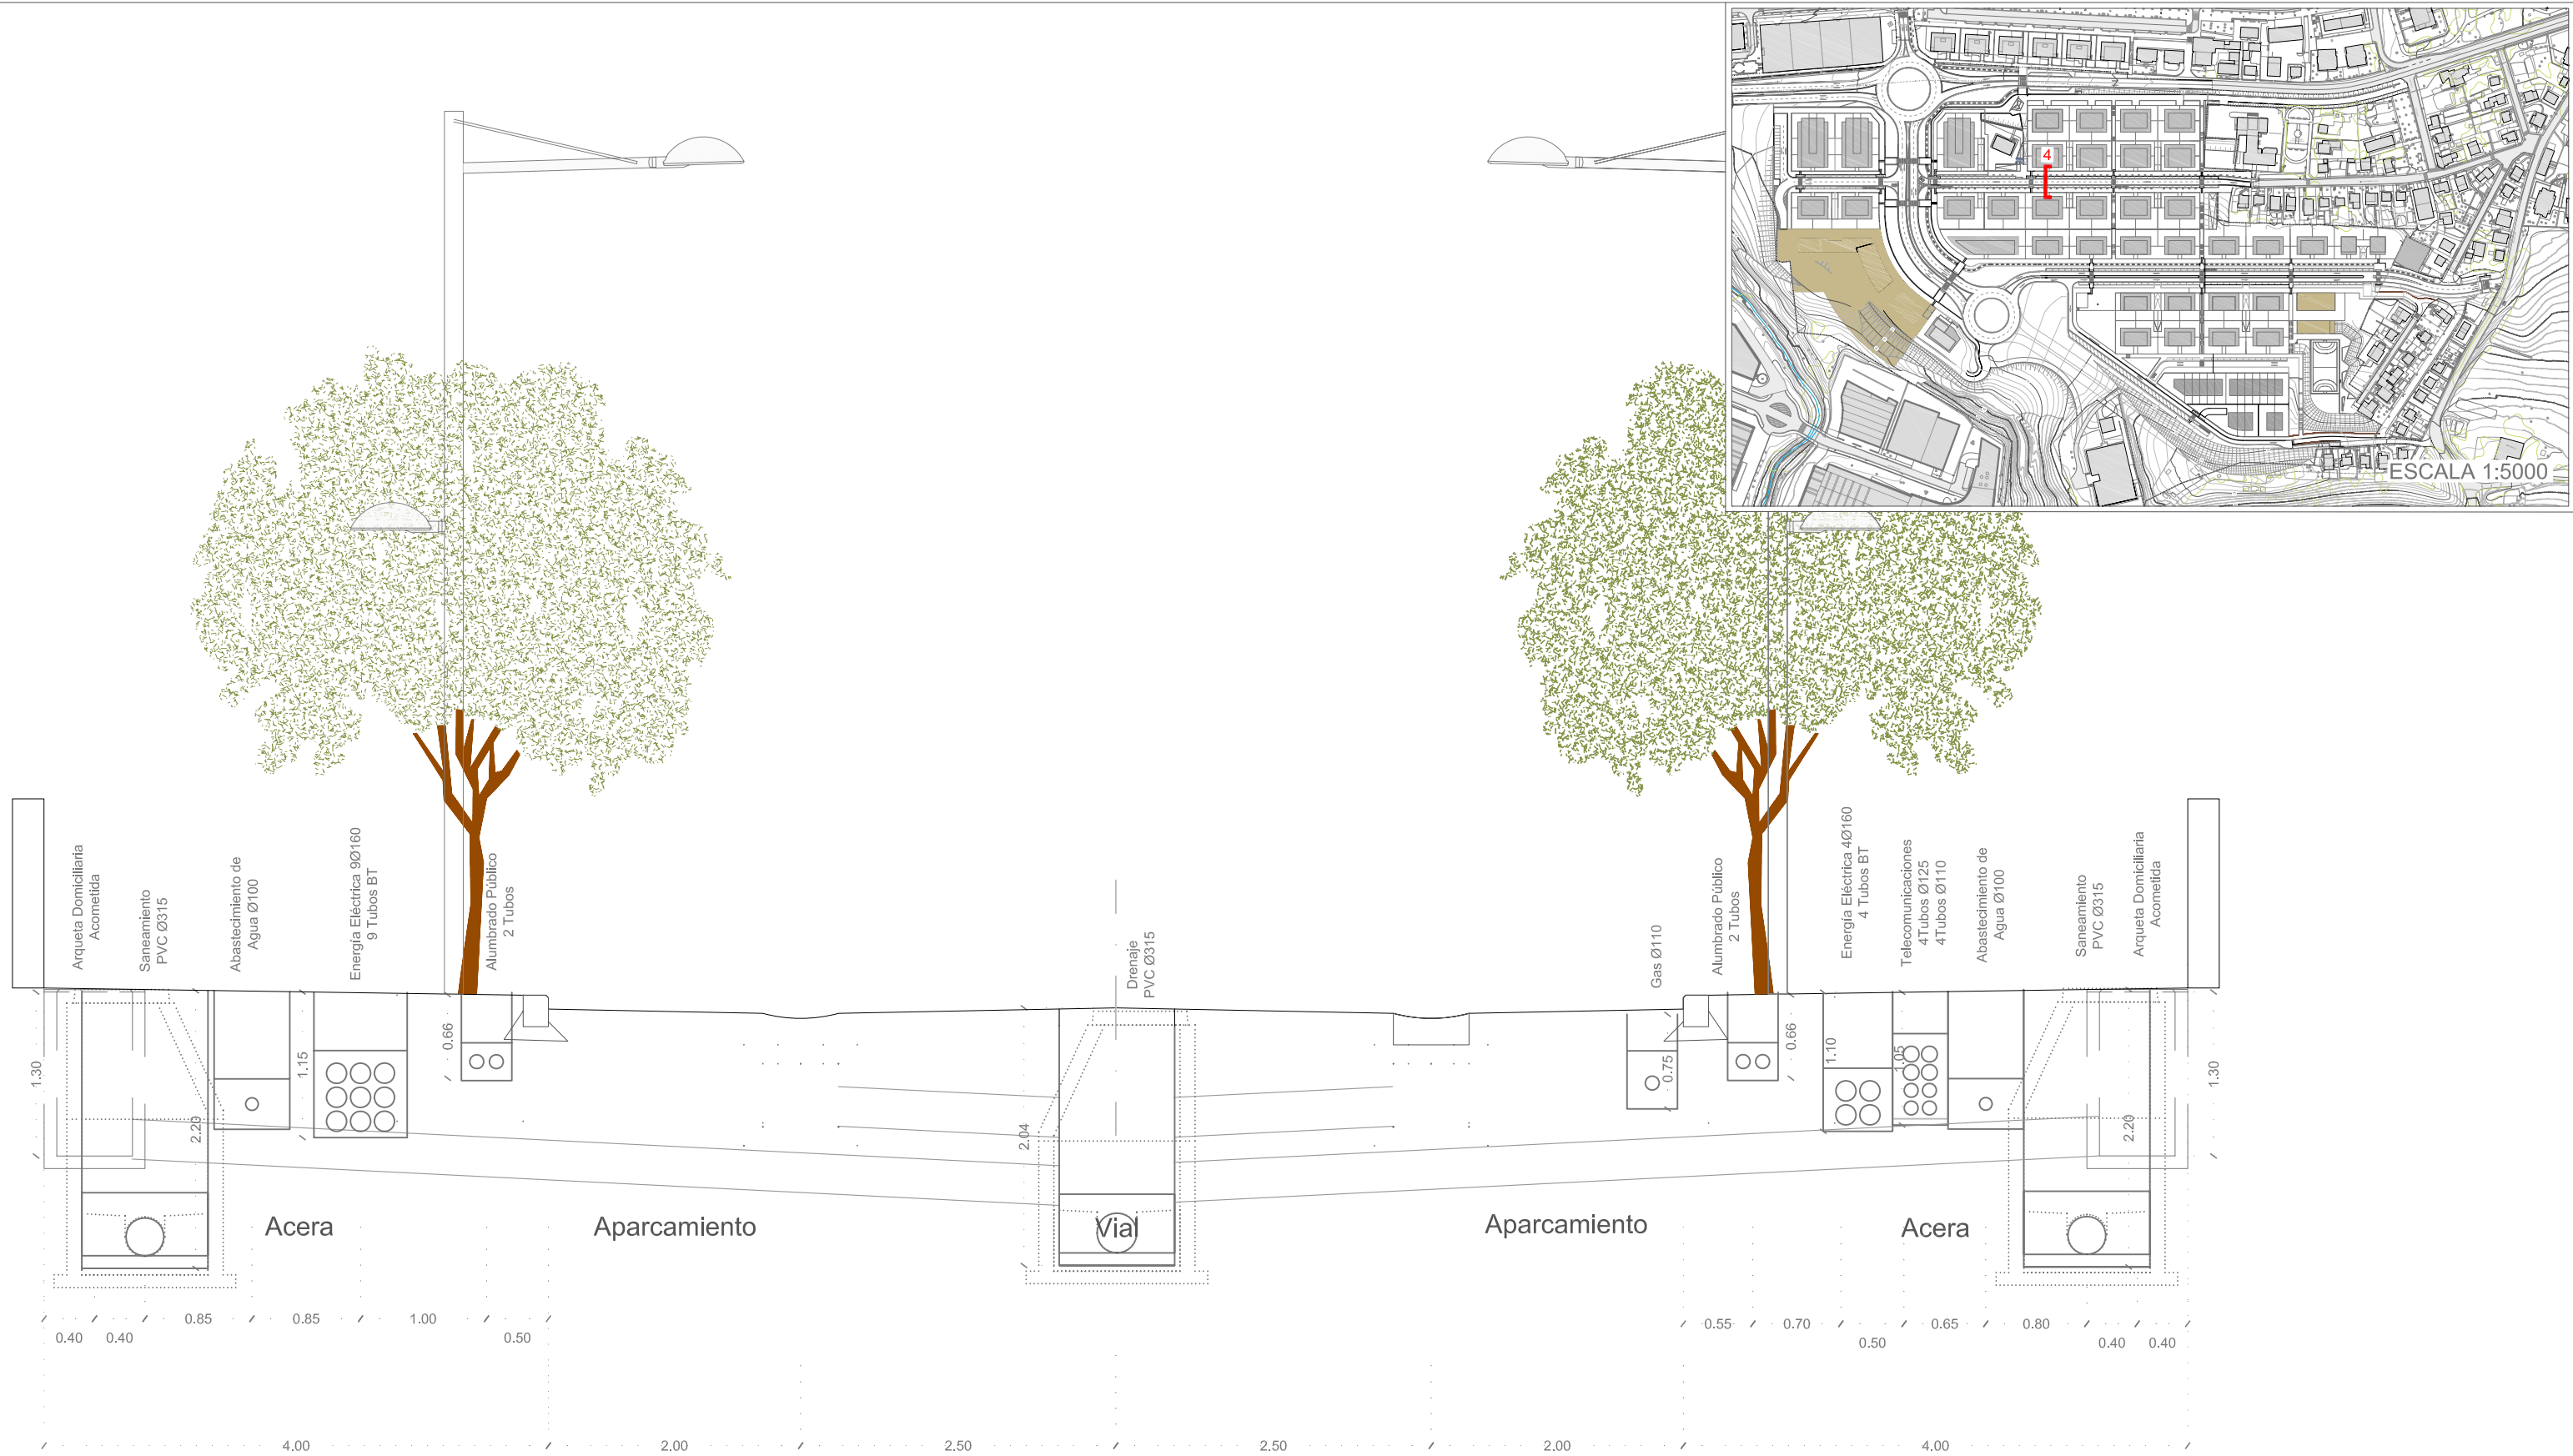 4
ESCALA 1:5000
Arqueta Domiciliaria
Acometida
Saneamiento
PVC Ø315
Abastecimiento de
Agua Ø100
Energía Eléctrica 9Ø160
9 Tubos BT
Alumbrado Público
2 Tubos
Drenaje
PVC Ø315
Gas Ø110
Alumbrado Público
2 Tubos
Energía Eléctrica 4Ø160
4 Tubos BT
Telecomunicaciones
4Tubos Ø125
4Tubos Ø110
Abastecimiento de
Agua Ø100
Saneamiento
PVC Ø315
Arqueta Domiciliaria
Acometida
1.30
2.20
1.15
0.66
2.04
0.75
0.66
1.10
1.05
2.20
1.30
Acera
Aparcamiento
Vial
Aparcamiento
Acera
0.85
0.85
1.00
0.55
0.70
0.65
0.80
0.40
0.40
0.50
0.50
0.40
0.40
4.00
2.00
2.50
2.50
2.00
4.00